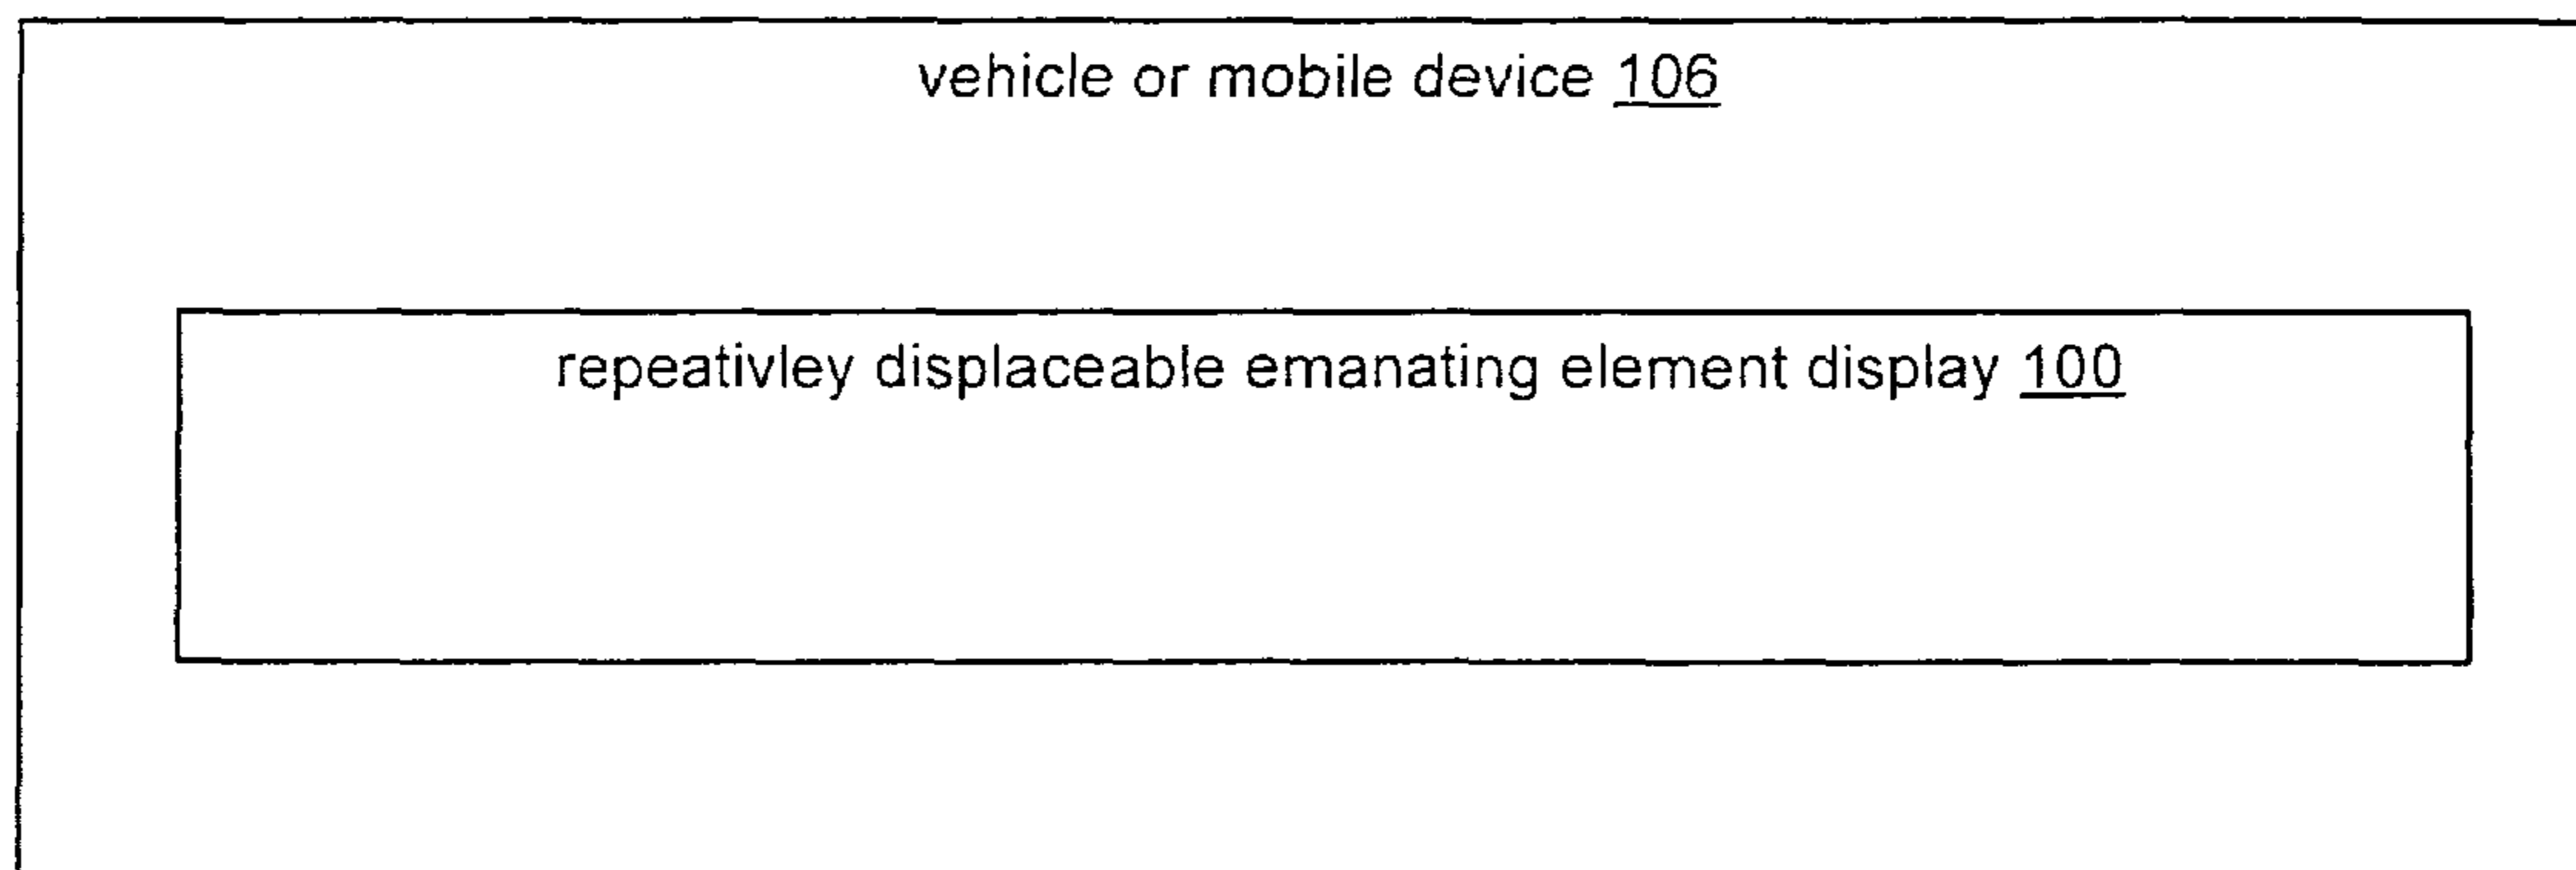 vehicle or mobile device 106
repeativley displaceable emanating element display 100